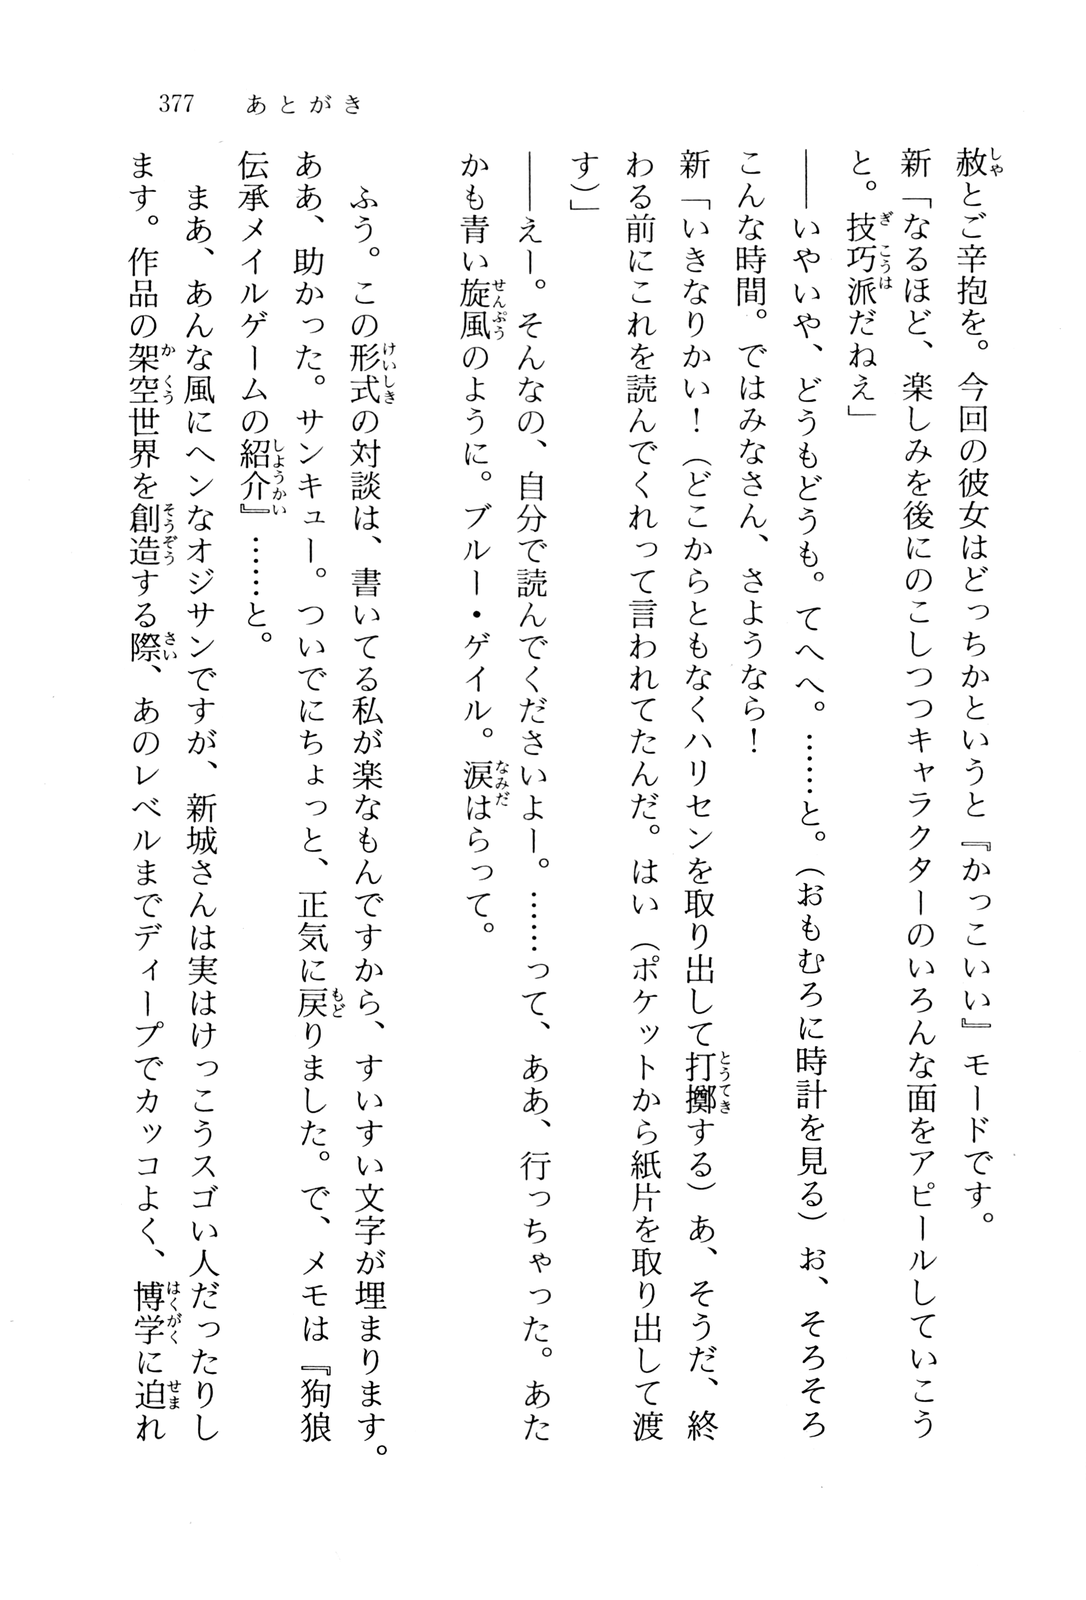 377　あとがき
赦とご辛抱を。今回の彼女はどっちかというと『かっこいい』モードです。
新「なるほど、楽しみを後にのこしつつキャラクターのいろんな面をアピールしていこう
と。技巧派だねえ」
――いやいや、どうもどうも。てへへ。……と。（おもむろに時計を見る）お、そろそろ
こんな時間。ではみなさん、さようなら！
新「いきなりかい！（どこからともなくハリセンを取り出して打擲する）あ、そうだ、終
わる前にこれを読んでくれって言われてたんだ。はい（ポケットから紙片を取り出して渡
す）」
――えー。そんなの、自分で読んでくださいよー。……って、ああ、行っちゃった。あた
かも青い旋風のように。ブルー・ゲイル。涙はらって。
　ふう。この形式の対談は、書いてる私が楽なもんですから、すいすい文字が埋まります。
ああ、助かった。サンキュー。ついでにちょっと、正気に戻りました。で、メモは『狗狼
伝承メイルゲームの紹介』……と。
　まあ、あんな風にヘンなオジサンですが、新城さんは実はけっこうスゴい人だったりし
ます。作品の架空世界を創造する際、あのレベルまでディープでカッコよく、博学に迫れ